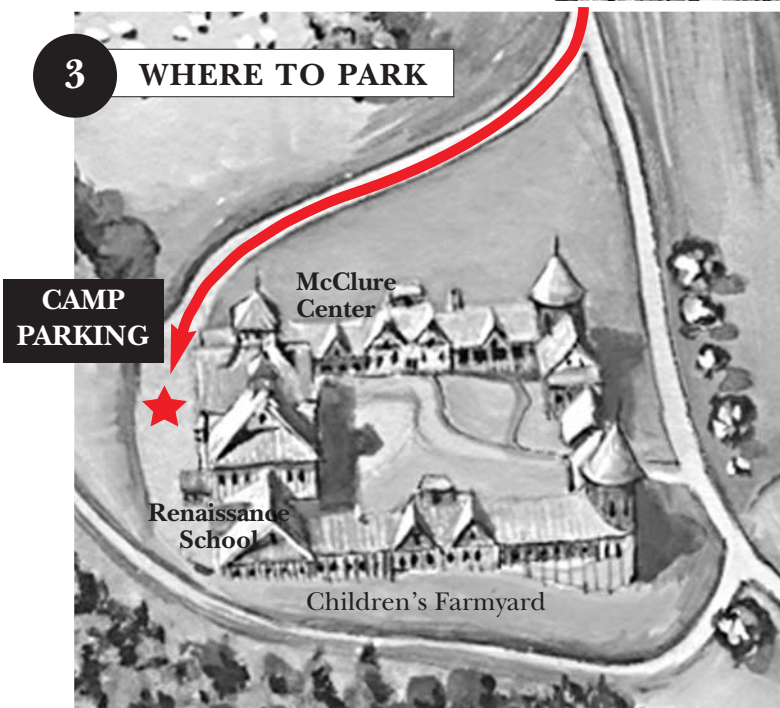 3
WHERE TO PARK
McClure
Center
CAMP
PARKING
Renaissance
School
Children's Farmyard